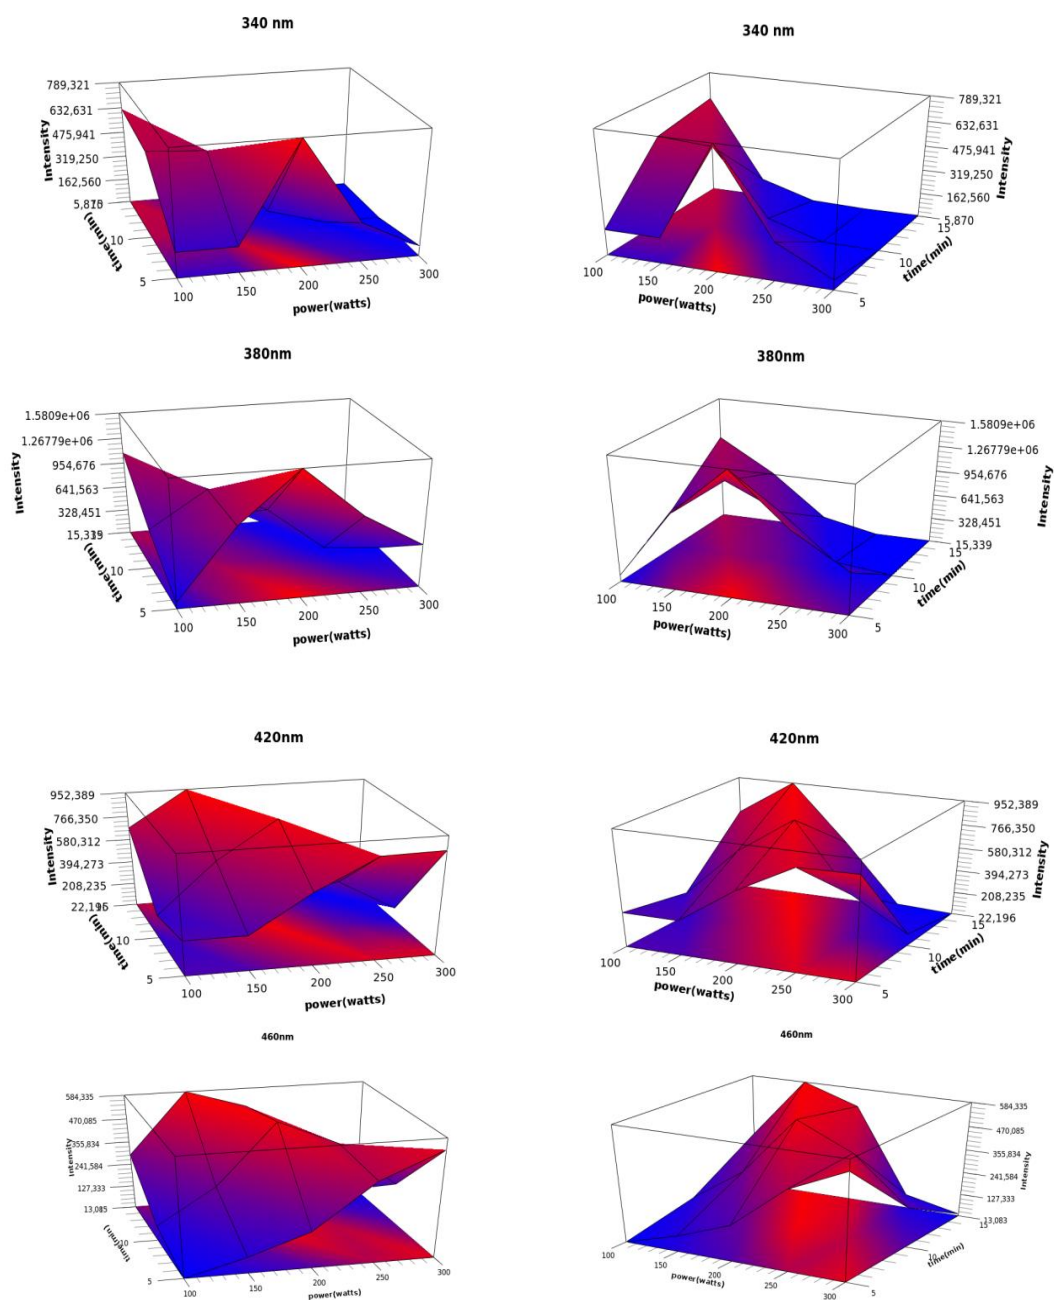 340 nm
789,321
632,631
475,941
319,250
162,560
5,870
Intensity
15
10
5
time(min)
100
150
200
250
300
power(watts)
340 nm
789,321
632,631
475,941
319,250
162,560
5,870
Intensity
15
10
5
time(min)
100
150
200
250
300
power(watts)
380nm
1.5809e+06
1.26779e+06
954,676
641,563
328,451
15,339
Intensity
10
5
time(min)
100
150
200
250
300
power(watts)
380nm
1.5809e+06
1.26779e+06
954,676
641,563
328,451
15,339
Intensity
15
10
5
time(min)
100
150
200
250
300
power(watts)
420nm
952,389
766,350
580,312
394,273
208,235
22,196
Intensity
10
5
time(min)
100
150
200
250
300
power(watts)
420nm
952,389
766,350
580,312
394,273
208,235
22,196
Intensity
15
10
5
time(min)
100
150
200
250
300
power(watts)
460nm
584,335
470,085
355,834
241,584
127,333
Intensity
10
5
time(min)
100
150
200
250
300
power(watts)
460nm
584,335
470,085
355,834
241,584
127,333
13,083
Intensity
15
10
5
time(min)
100
150
200
250
300
power(watts)